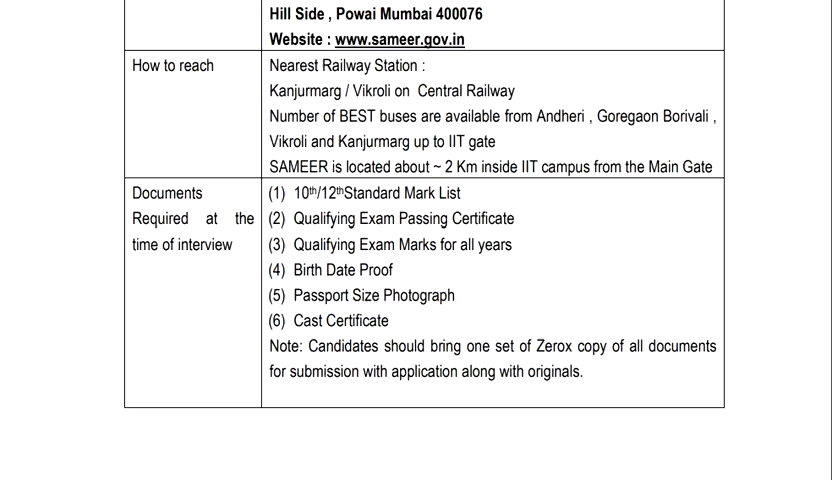 Hill Side , Powai Mumbai 400076
Website : www.sameer.gov.in
How to reach
Nearest Railway Station :
Kanjurmarg / Vikroli on Central Railway
Number of BEST buses are available from Andheri , Goregaon Borivali ,
Vikroli and Kanjurmarg up to IIT gate
SAMEER is located about ~ 2 Km inside IIT campus from the Main Gate
Documents
Required at the
time of interview
(1) 10th/12thStandard Mark List
(2) Qualifying Exam Passing Certificate
(3) Qualifying Exam Marks for all years
(4) Birth Date Proof
(5) Passport Size Photograph
(6) Cast Certificate
Note: Candidates should bring one set of Zerox copy of all documents
for submission with application along with originals.